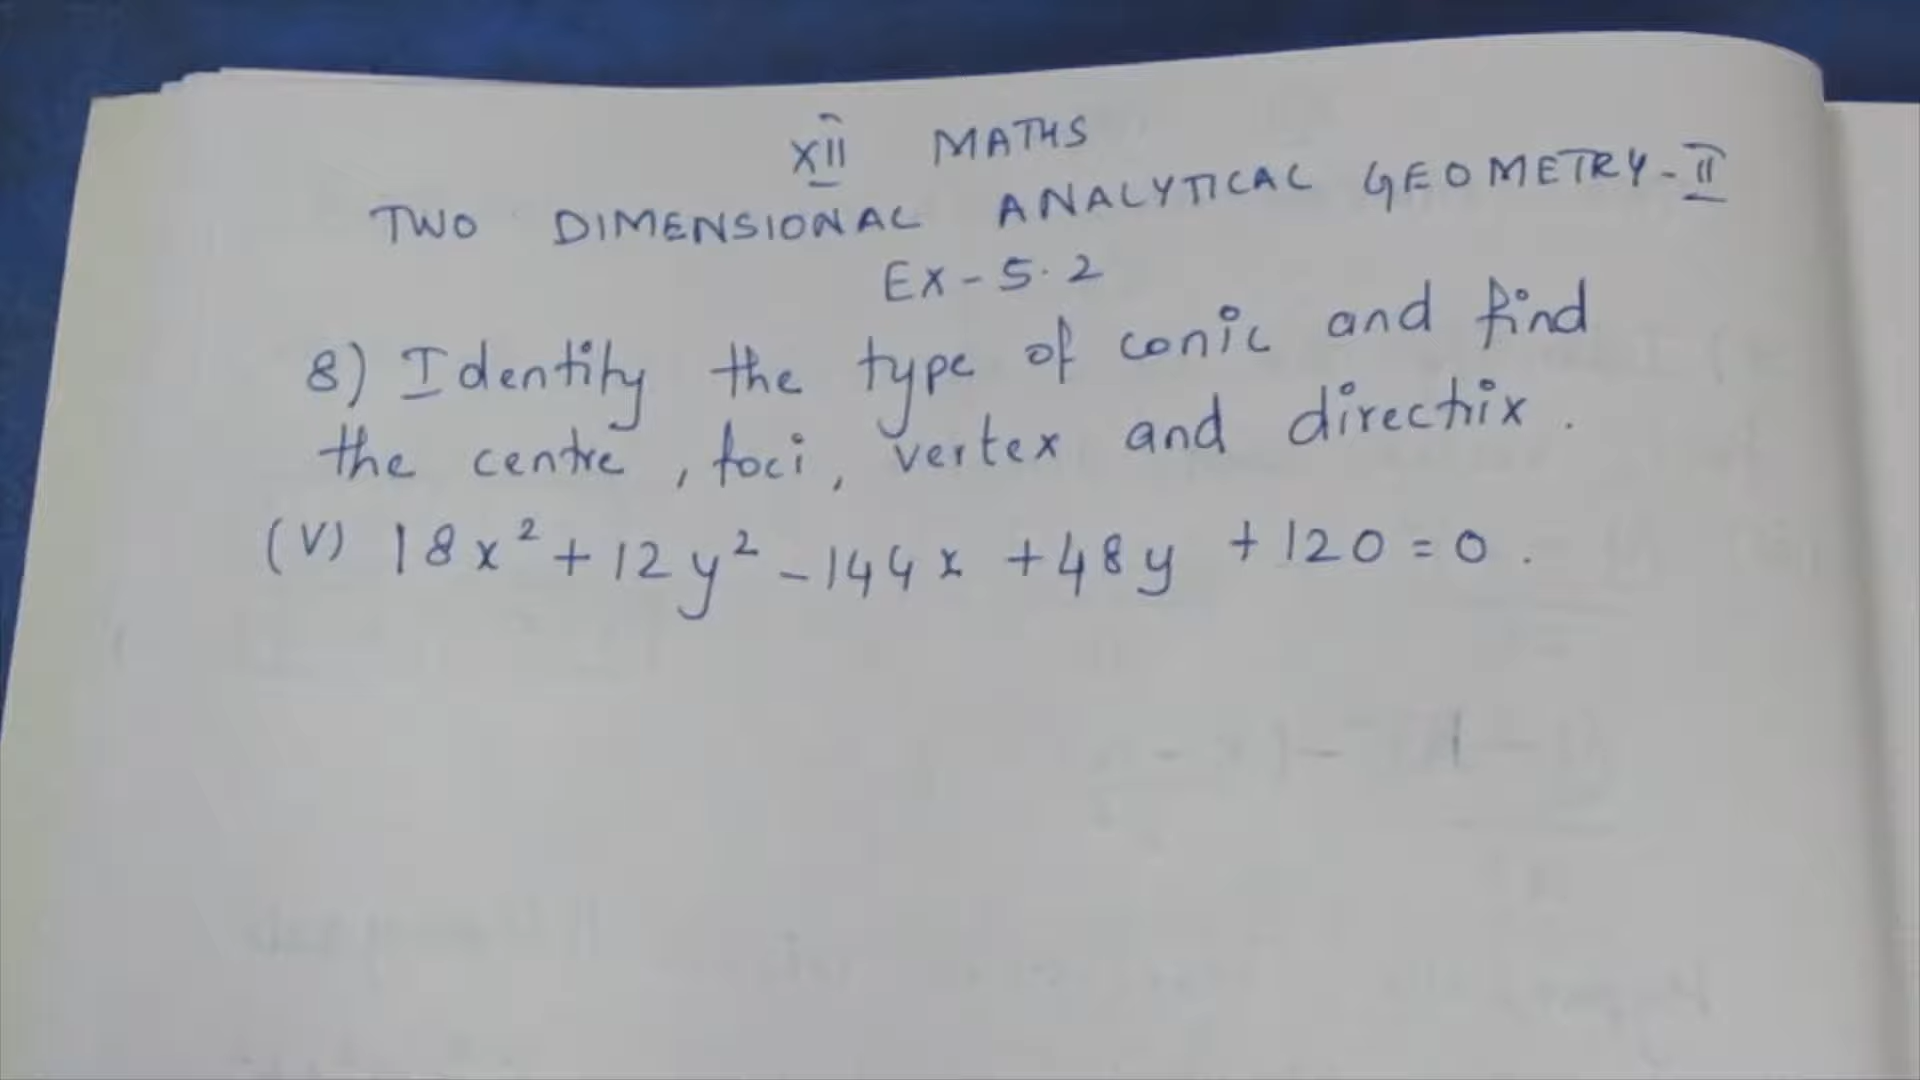 XII MATHS
TWO DIMENSIONAL ANALYTICAL GEOMETRY-II
EX-5.2
8) Identify the type of conic and find
the centre, foci, vertex and directrix.
(V) 18x² + 12y² - 144x + 48y + 120 = 0.